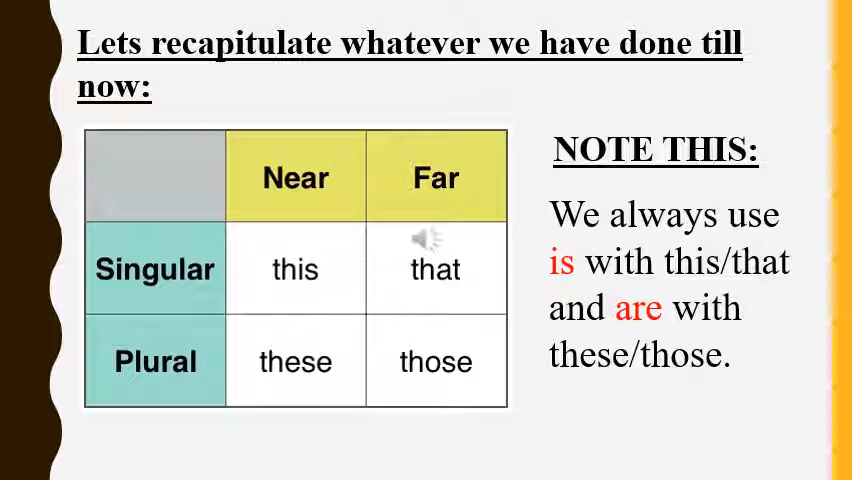 Lets recapitulate whatever we have done till
now:
NOTE THIS:
Near Far
Singular this that
Plural these those
We always use
is with this/that
and are with
these/those.